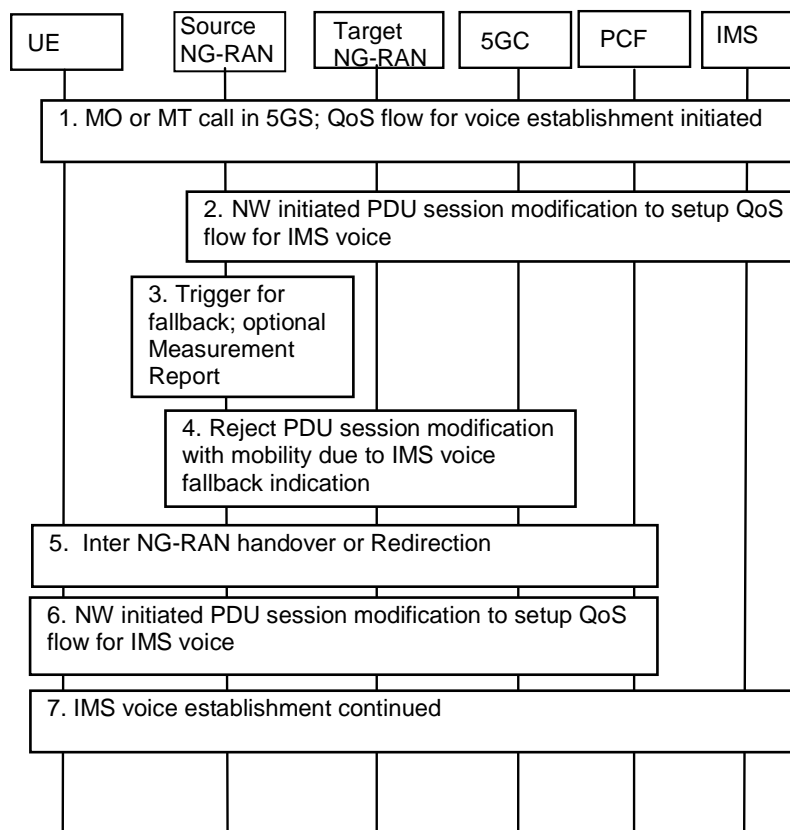 UE
Source
NG-RAN
Target
NG-RAN
5GC
PCF
IMS
1. MO or MT call in 5GS; QoS flow for voice establishment initiated
2. NW initiated PDU session modification to setup QoS
flow for IMS voice
3. Trigger for
fallback; optional
Measurement
Report
4. Reject PDU session modification
with mobility due to IMS voice
fallback indication
5. Inter NG-RAN handover or Redirection
6. NW initiated PDU session modification to setup QoS
flow for IMS voice
7. IMS voice establishment continued